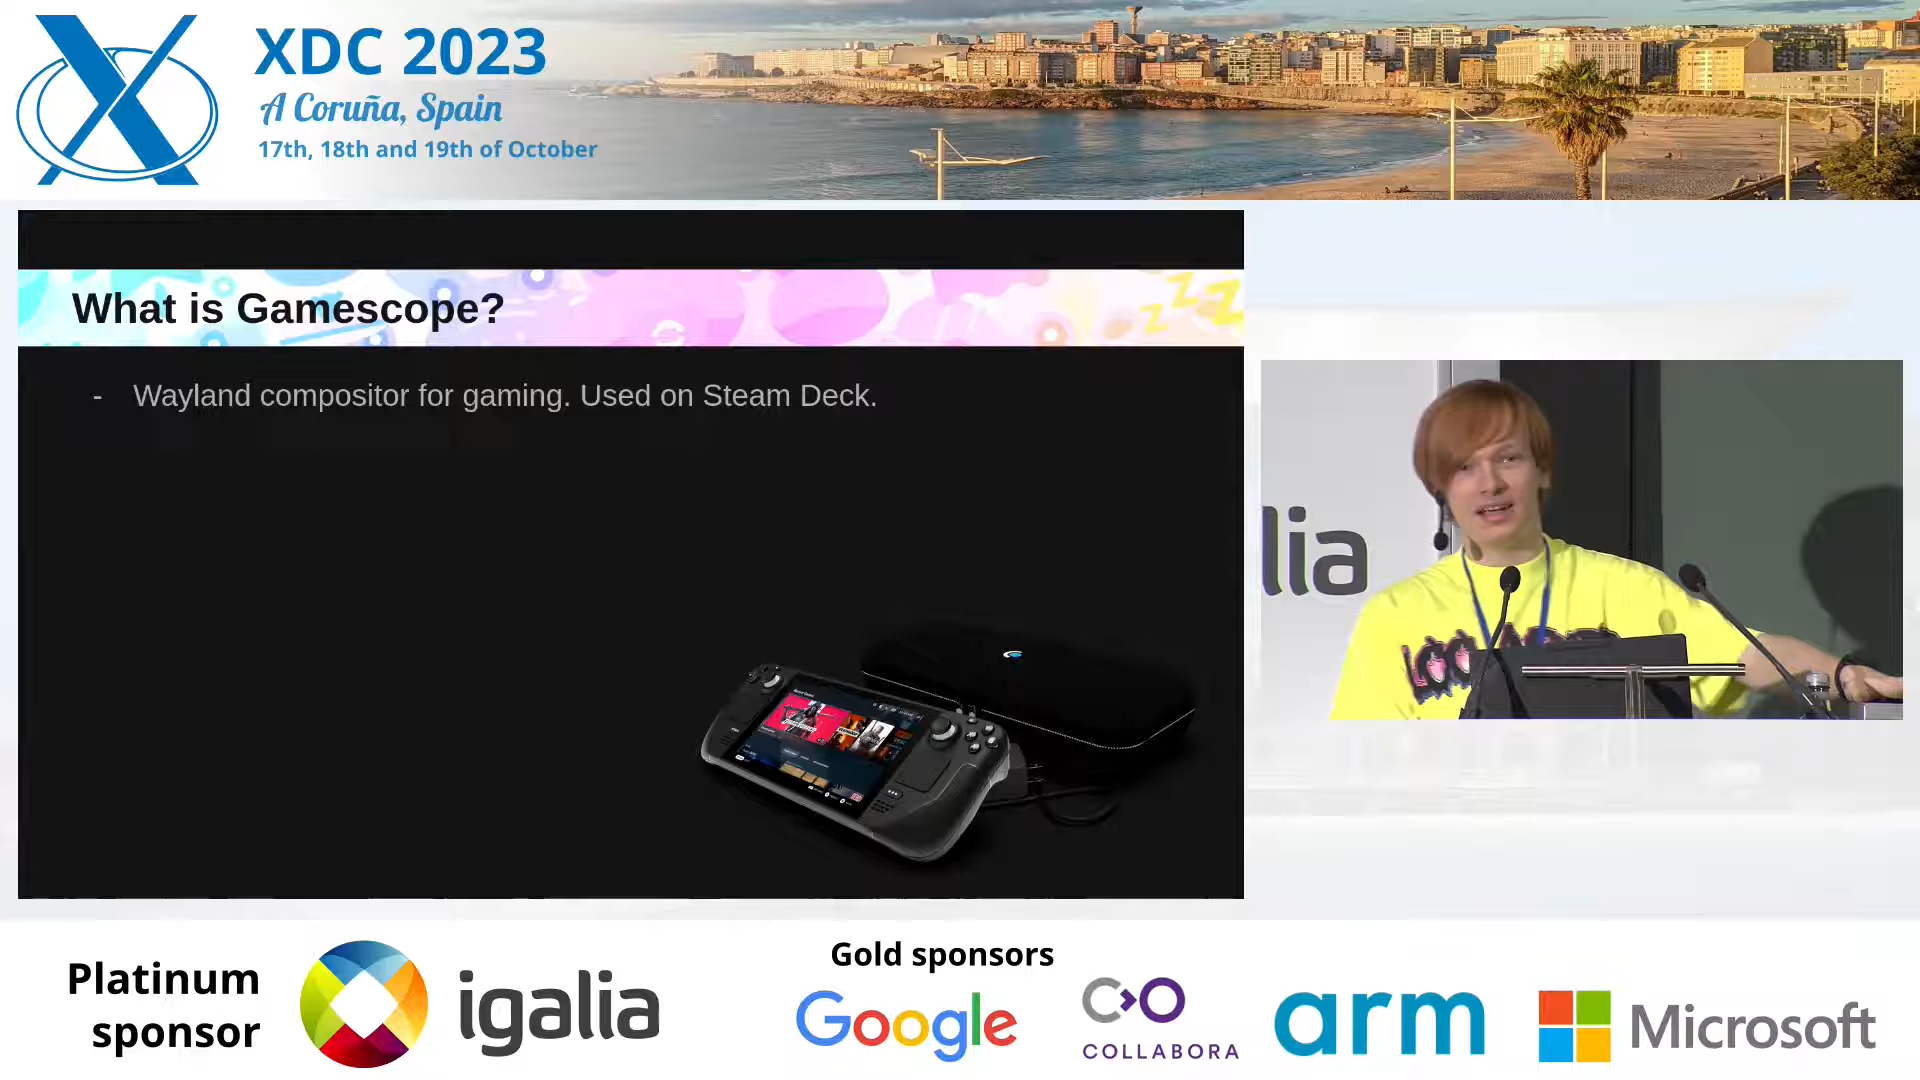 XDC 2023
A Coruña, Spain
17th, 18th and 19th of October
What is Gamescope?
- Wayland compositor for gaming. Used on Steam Deck.
lia
Platinum
sponsor
igalia
Gold sponsors
Google
COLLABORA
arm
Microsoft